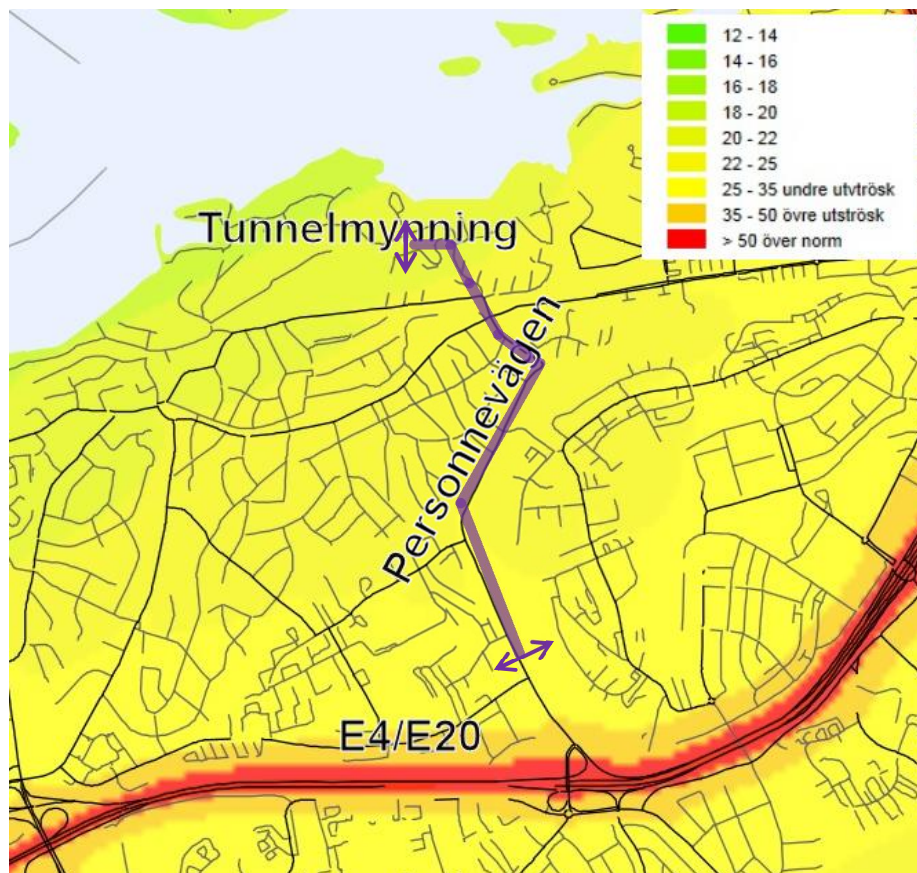 12 - 14
14 - 16
16 - 18
18 - 20
20 - 22
22 - 25
25 - 35 undre utvtrösk
35 - 50 övre utströsk
> 50 över norm
Tunnelmynning
Personnevägen
E4/E20